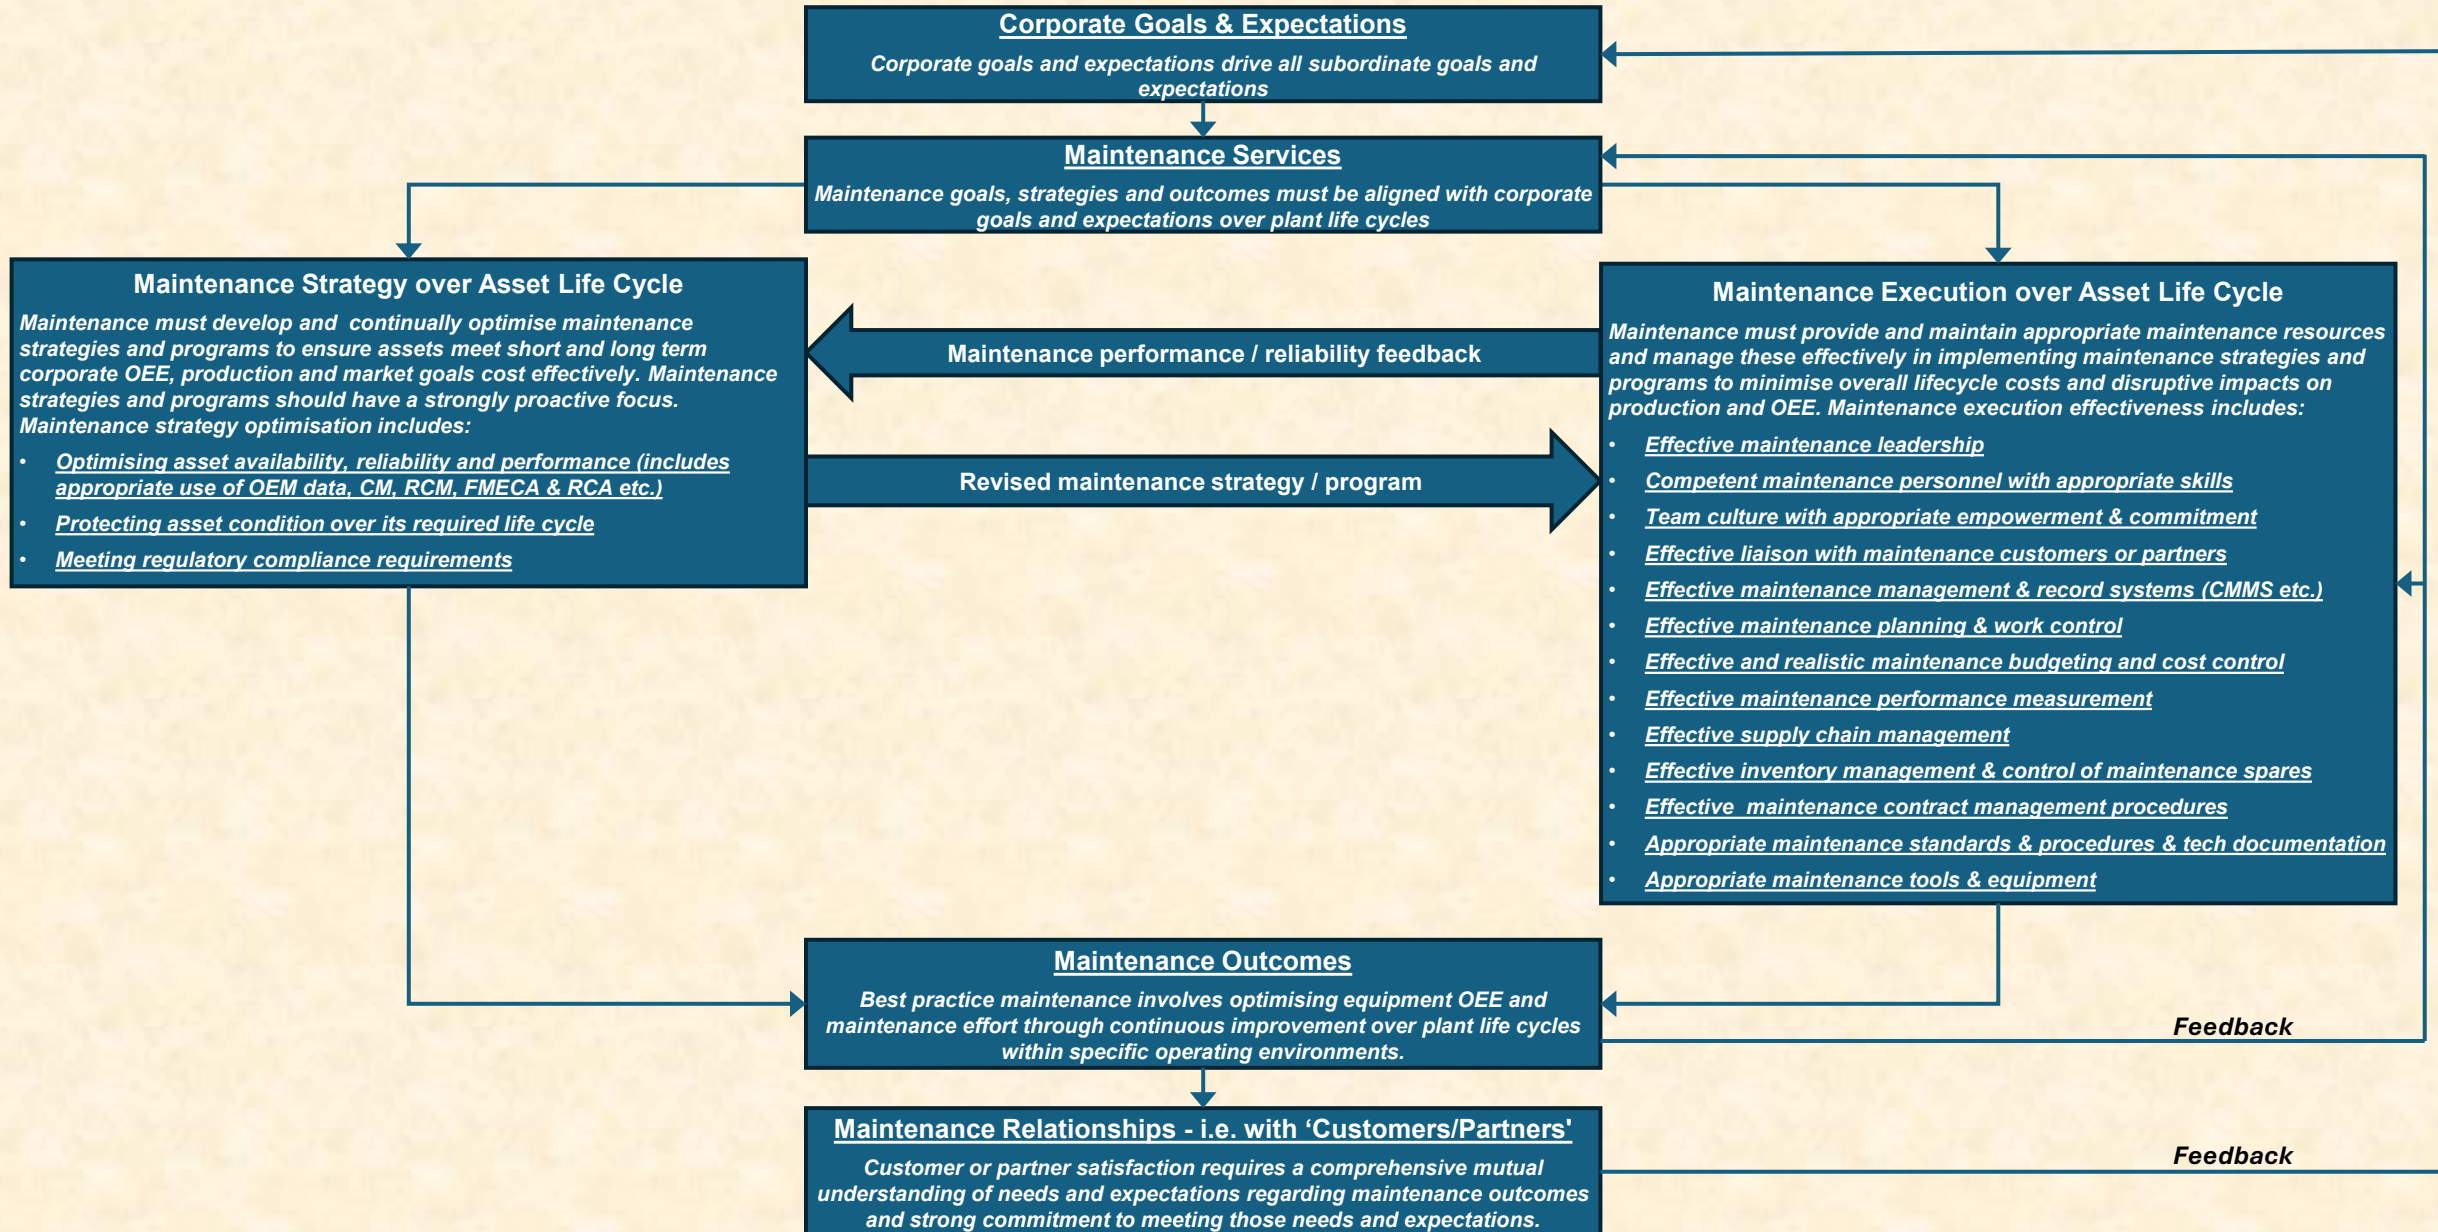 Corporate Goals & Expectations
Corporate goals and expectations drive all subordinate goals and
expectations
Maintenance Services
Maintenance goals, strategies and outcomes must be aligned with corporate
goals and expectations over plant life cycles
Maintenance Strategy over Asset Life Cycle
Maintenance must develop and  continually optimise maintenance
strategies and programs to ensure assets meet short and long term
corporate OEE, production and market goals cost effectively. Maintenance
strategies and programs should have a strongly proactive focus.
Maintenance strategy optimisation includes:
• Optimising asset availability, reliability and performance (includes
appropriate use of OEM data, CM, RCM, FMECA & RCA etc.)
• Protecting asset condition over its required life cycle
• Meeting regulatory compliance requirements
Maintenance performance / reliability feedback
Revised maintenance strategy / program
Maintenance Execution over Asset Life Cycle
Maintenance must provide and maintain appropriate maintenance resources
and manage these effectively in implementing maintenance strategies and
programs to minimise overall lifecycle costs and disruptive impacts on
production and OEE. Maintenance execution effectiveness includes:
• Effective maintenance leadership
• Competent maintenance personnel with appropriate skills
• Team culture with appropriate empowerment & commitment
• Effective liaison with maintenance customers or partners
• Effective maintenance management & record systems (CMMS etc.)
• Effective maintenance planning & work control
• Effective and realistic maintenance budgeting and cost control
• Effective maintenance performance measurement
• Effective supply chain management
• Effective inventory management & control of maintenance spares
• Effective  maintenance contract management procedures
• Appropriate maintenance standards & procedures & tech documentation
• Appropriate maintenance tools & equipment
Maintenance Outcomes
Best practice maintenance involves optimising equipment OEE and
maintenance effort through continuous improvement over plant life cycles
within specific operating environments.
Feedback
Maintenance Relationships - i.e. with ‘Customers/Partners'
Customer or partner satisfaction requires a comprehensive mutual
understanding of needs and expectations regarding maintenance outcomes
and strong commitment to meeting those needs and expectations.
Feedback